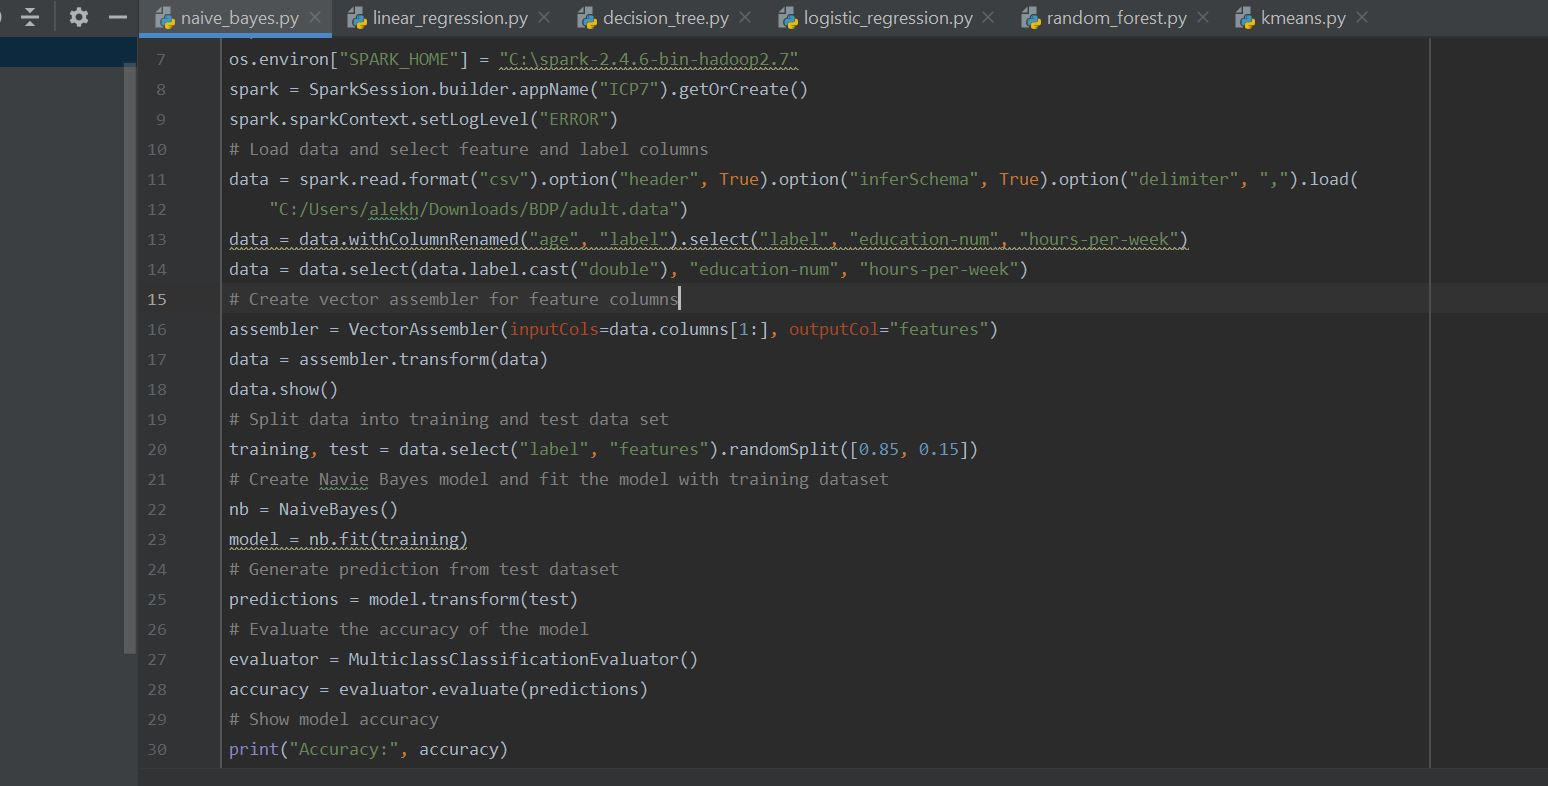 naive_bayes.py linear_regression.py decision_tree.py logistic_regression.py random_forest.py kmeans.py
7 os.environ["SPARK_HOME"] = "C:\spark-2.4.6-bin-hadoop2.7"
8 spark = SparkSession.builder.appName("ICP7").getOrCreate()
9 spark.sparkContext.setLogLevel("ERROR")
10 # Load data and select feature and label columns
11 data = spark.read.format("csv").option("header", True).option("inferSchema", True).option("delimiter", ",").load(
12 "C:/Users/alekh/Downloads/BDP/adult.data")
13 data = data.withColumnRenamed("age", "label").select("label", "education-num", "hours-per-week")
14 data = data.select(data.label.cast("double"), "education-num", "hours-per-week")
15 # Create vector assembler for feature columns
16 assembler = VectorAssembler(inputCols=data.columns[1:], outputCol="features")
17 data = assembler.transform(data)
18 data.show()
19 # Split data into training and test data set
20 training, test = data.select("label", "features").randomSplit([0.85, 0.15])
21 # Create Navie Bayes model and fit the model with training dataset
22 nb = NaiveBayes()
23 model = nb.fit(training)
24 # Generate prediction from test dataset
25 predictions = model.transform(test)
26 # Evaluate the accuracy of the model
27 evaluator = MulticlassClassificationEvaluator()
28 accuracy = evaluator.evaluate(predictions)
29 # Show model accuracy
30 print("Accuracy:", accuracy)